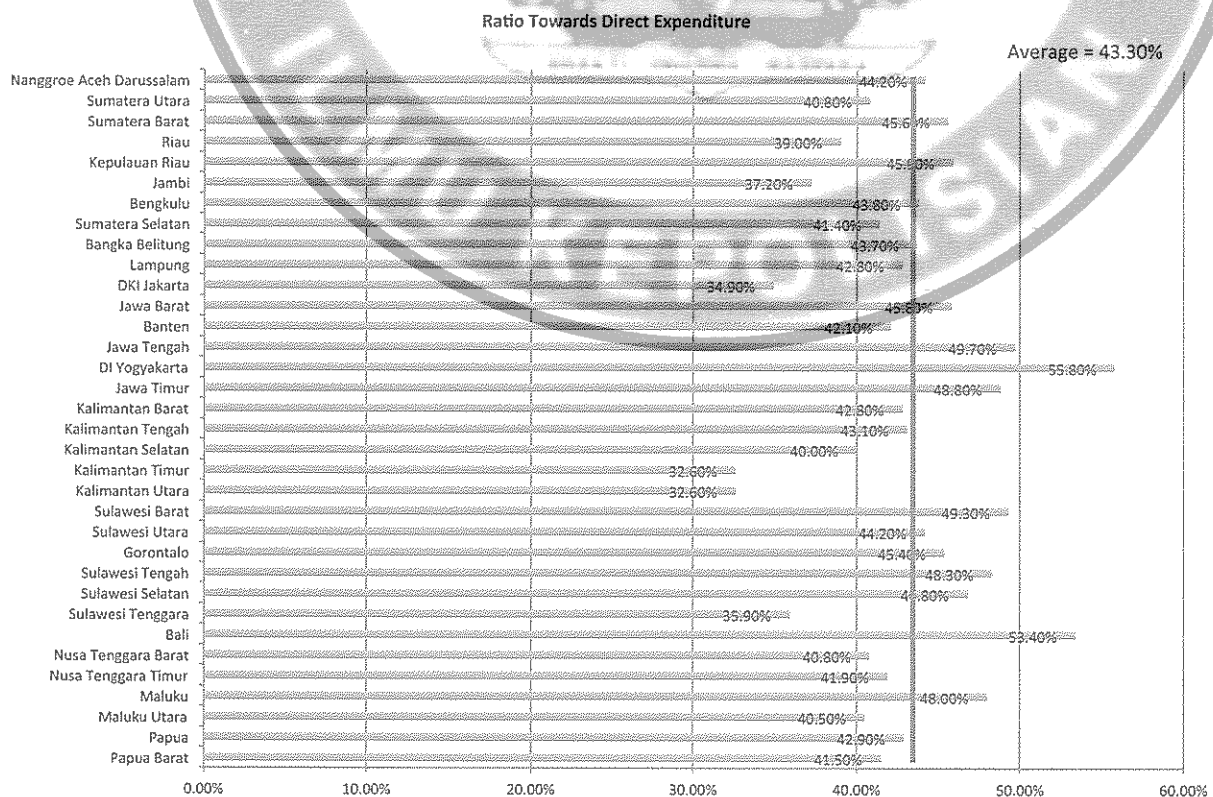 Ratio Towards Direct Expenditure
Average = 43.30%
Nanggroe Aceh Darussalam 44.20%
Sumatera Utara 40.80%
Sumatera Barat
Riau 39.00%
Kepulauan Riau
Jambi 37.20%
Bengkulu 43.80%
Sumatera Selatan 41.40%
Bangka Belitung 43.70%
Lampung
DKI Jakarta 34.90%
Jawa Barat 45.80%
Banten 42.10%
Jawa Tengah 49.70%
DI Yogyakarta 55.80%
Jawa Timur 48.80%
Kalimantan Barat 42.80%
Kalimantan Tengah 43.10%
Kalimantan Selatan 40.00%
Kalimantan Timur 32.60%
Kalimantan Utara 32.60%
Sulawesi Barat 49.30%
Sulawesi Utara 44.20%
Gorontalo 45.40%
Sulawesi Tengah 48.30%
Sulawesi Selatan 46.80%
Sulawesi Tenggara 35.90%
Bali 53.40%
Nusa Tenggara Barat 40.80%
Nusa Tenggara Timur 41.90%
Maluku 48.00%
Maluku Utara 40.50%
Papua 42.90%
Papua Barat 41.50%
0.00% 10.00% 20.00% 30.00% 40.00% 50.00% 60.00%